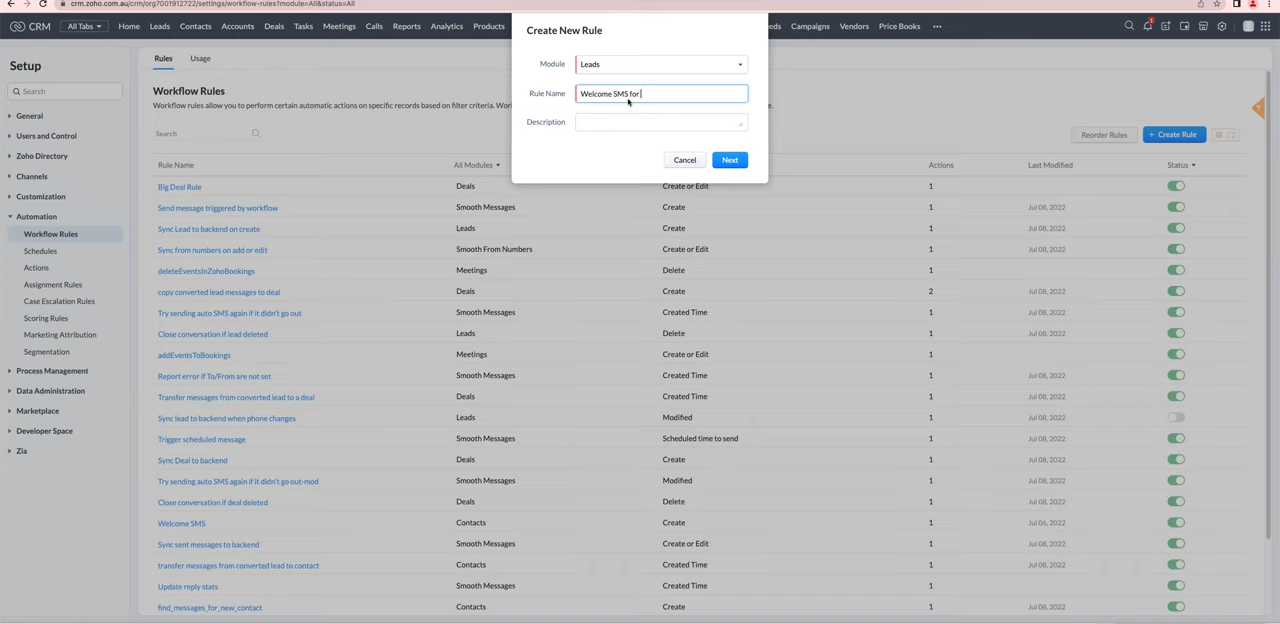 crm.zoho.com.au/crm/org7001912722/settings/workflow-rules?module=All&status=All
CRM All Tabs Home Leads Contacts Accounts Deals Tasks Meetings Calls Reports Analytics Products eds Campaigns Vendors Price Books ••• 1
Create New Rule
Module Leads
Rule Name Welcome SMS for
Description
Cancel Next
Setup
Search
General
Users and Control
Zoho Directory
Channels
Customization
Automation
Workflow Rules
Schedules
Actions
Assignment Rules
Case Escalation Rules
Scoring Rules
Marketing Attribution
Segmentation
Process Management
Data Administration
Marketplace
Developer Space
Zia
Rules Usage
Workflow Rules
Workflow rules allow you to perform certain automatic actions on specific records based on filter criteria. Wor
Search Reorder Rules + Create Rule
Rule Name All Modules Actions Last Modified Status
Big Deal Rule Deals Create or Edit 1
Send message triggered by workflow Smooth Messages Create 1 Jul 08, 2022
Sync Lead to backend on create Leads Create 1 Jul 08, 2022
Sync from numbers on add or edit Smooth From Numbers Create or Edit 1 Jul 08, 2022
deleteEventsInZohoBookings Meetings Delete 1
copy converted lead messages to deal Deals Create 2 Jul 08, 2022
Try sending auto SMS again if it didn't go out Smooth Messages Created Time 1 Jul 08, 2022
Close conversation if lead deleted Leads Delete 1 Jul 08, 2022
addEventsToBookings Meetings Create or Edit 1
Report error if To/From are not set Smooth Messages Created Time 1 Jul 08, 2022
Transfer messages from converted lead to a deal Deals Created Time 1 Jul 08, 2022
Sync lead to backend when phone changes Leads Modified 1 Jul 08, 2022
Trigger scheduled message Smooth Messages Scheduled time to send 1 Jul 08, 2022
Sync Deal to backend Deals Create 1 Jul 08, 2022
Try sending auto SMS again if it didn't go out-mod Smooth Messages Modified 1 Jul 08, 2022
Close conversation if deal deleted Deals Delete 1 Jul 08, 2022
Welcome SMS Contacts Create 1 Jul 06, 2022
Sync sent messages to backend Smooth Messages Create or Edit 1 Jul 08, 2022
transfer messages from converted lead to contact Contacts Created Time 1 Jul 08, 2022
Update reply stats Smooth Messages Created Time 1 Jul 08, 2022
find_messages_for_new_contact Contacts Create 1 Jul 08, 2022